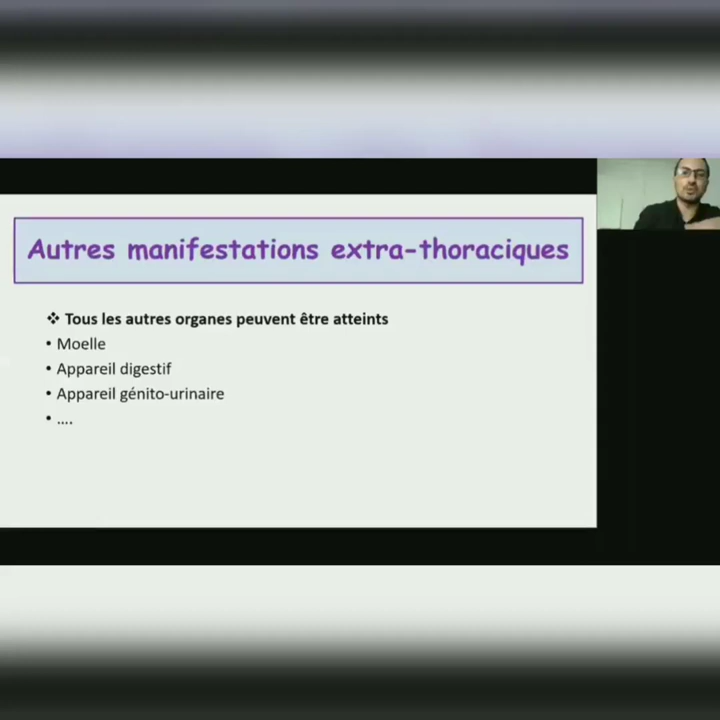 Autres manifestations extra-thoraciques
❖ Tous les autres organes peuvent être atteints
• Moelle
• Appareil digestif
• Appareil génito-urinaire
• ....